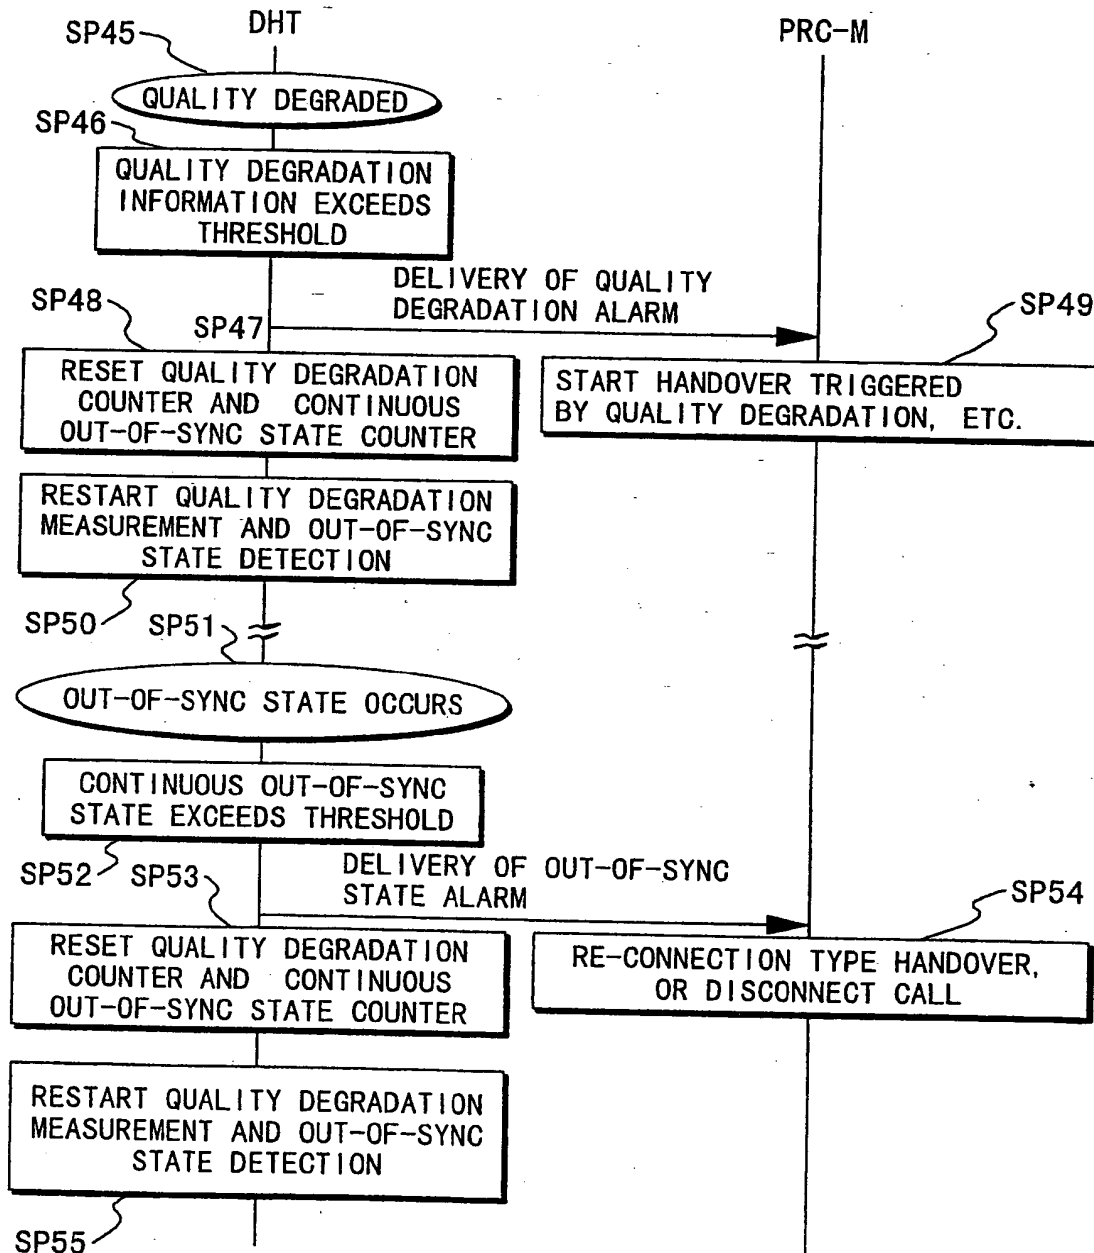 DHT
PRC-M
SP45
QUALITY DEGRADED
SP46
QUALITY DEGRADATION
INFORMATION EXCEEDS
THRESHOLD
DELIVERY OF QUALITY
DEGRADATION ALARM
SP48
SP47
SP49
RESET QUALITY DEGRADATION
COUNTER AND CONTINUOUS
OUT-OF-SYNC STATE COUNTER
START HANDOVER TRIGGERED
BY QUALITY DEGRADATION, ETC.
RESTART QUALITY DEGRADATION
MEASUREMENT AND OUT-OF-SYNC
STATE DETECTION
SP50
SP51
OUT-OF-SYNC STATE OCCURS
CONTINUOUS OUT-OF-SYNC
STATE EXCEEDS THRESHOLD
SP52
SP53
DELIVERY OF OUT-OF-SYNC
STATE ALARM
SP54
RESET QUALITY DEGRADATION
COUNTER AND CONTINUOUS
OUT-OF-SYNC STATE COUNTER
RE-CONNECTION TYPE HANDOVER,
OR DISCONNECT CALL
RESTART QUALITY DEGRADATION
MEASUREMENT AND OUT-OF-SYNC
STATE DETECTION
SP55